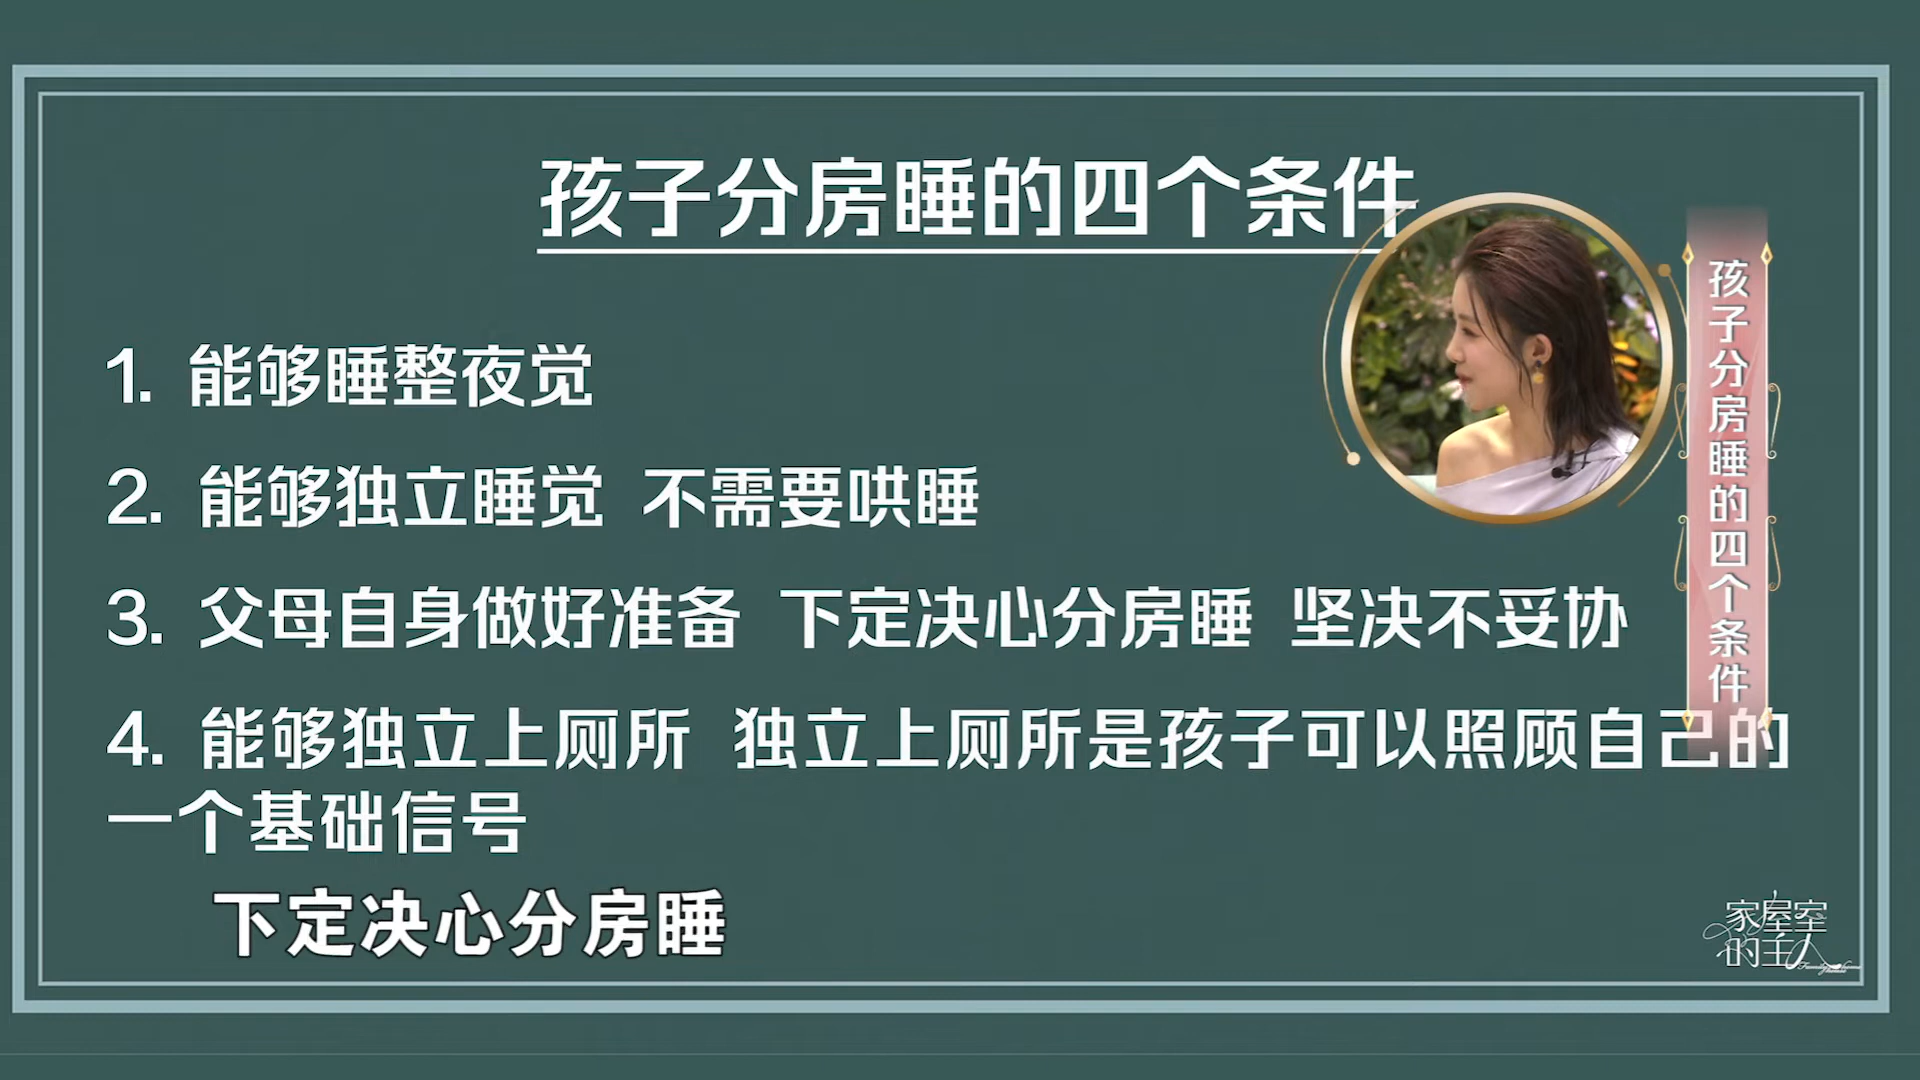 孩子分房睡的四个条件
1. 能够睡整夜觉
2. 能够独立睡觉 不需要哄睡
3. 父母自身做好准备 下定决心分房睡 坚决不妥协
4. 能够独立上厕所 独立上厕所是孩子可以照顾自己的
一个基础信号
下定决心分房睡
孩子分房睡的四个条件
家屋室
的主人